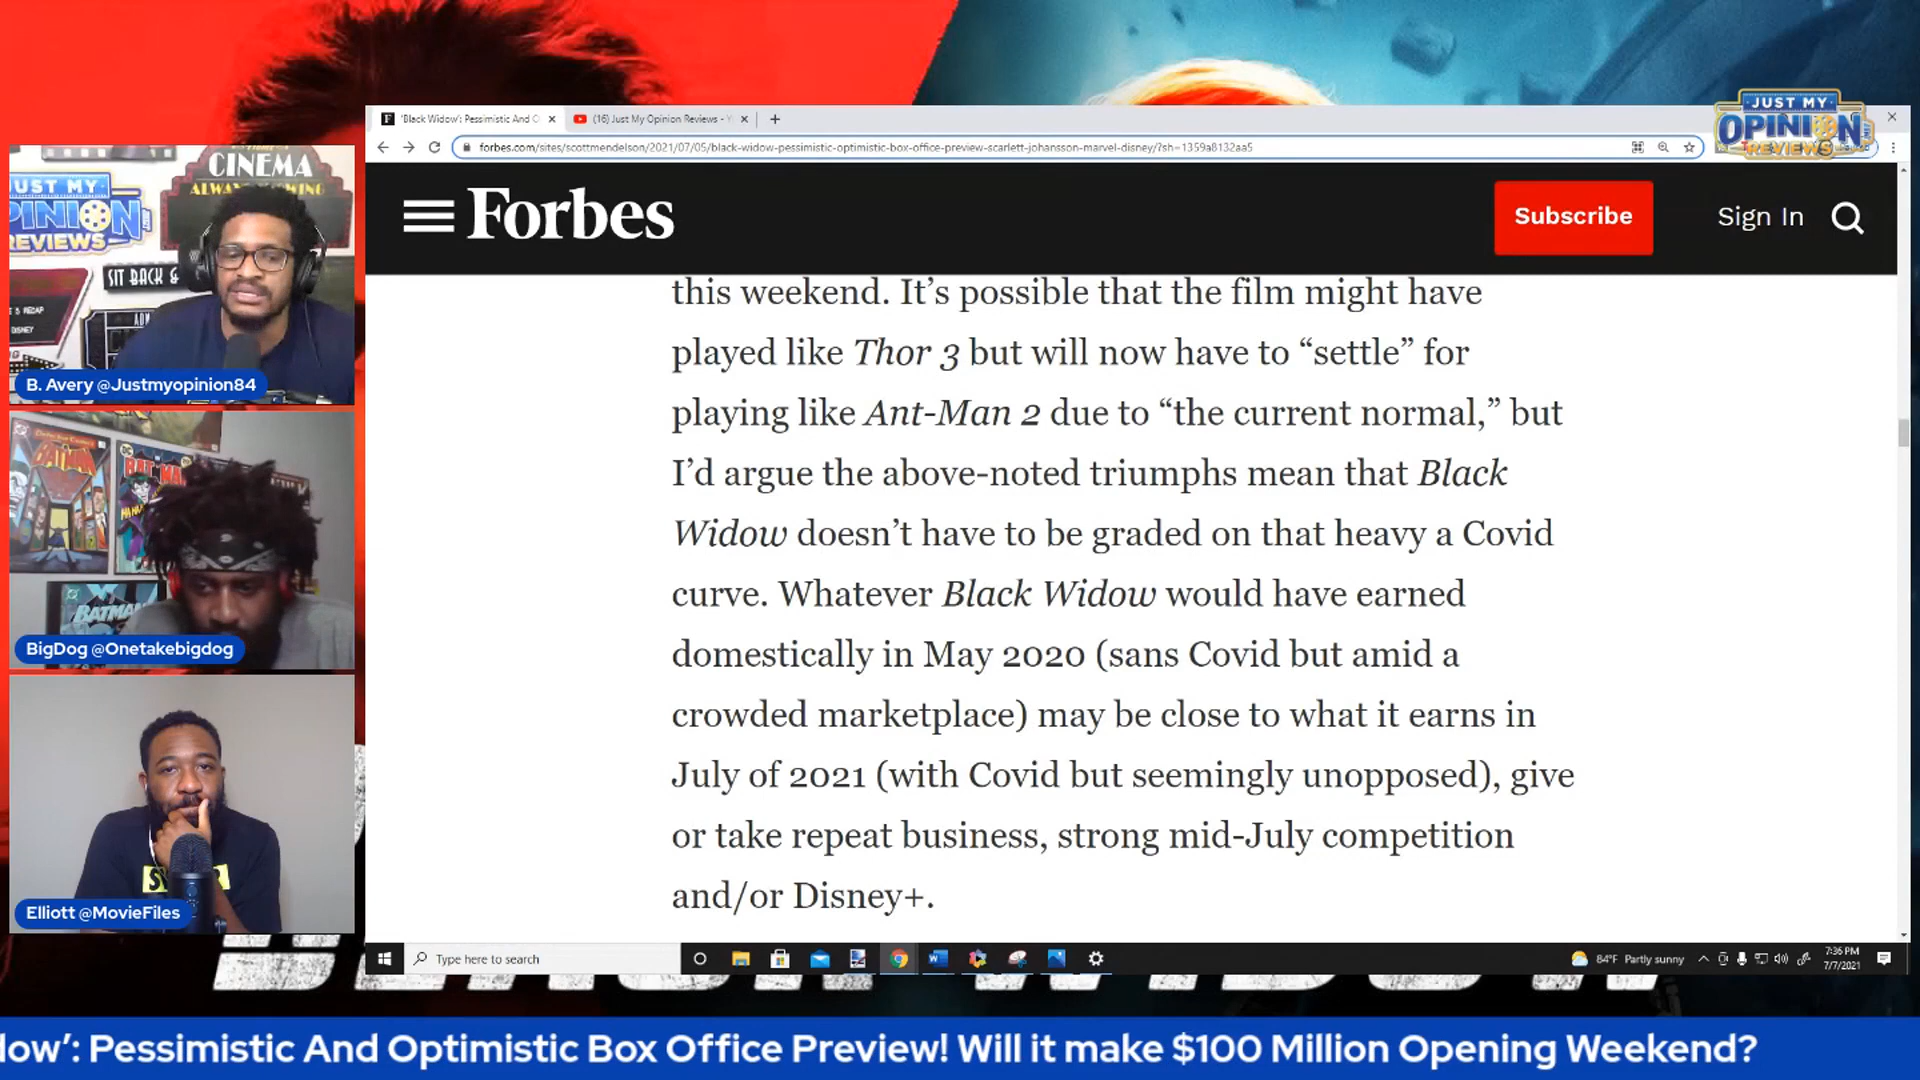 'Black Widow': Pessimistic And O
(16) Just My Opinion Reviews - Y
JUST MY
OPINION
REVIEWS
forbes.com/sites/scottmendelson/2021/07/05/black-widow-pessimistic-optimistic-box-office-preview-scarlett-johansson-marvel-disney/?sh=1359a8132aa5
Forbes
Subscribe
Sign In
this weekend. It's possible that the film might have
played like Thor 3 but will now have to “settle” for
playing like Ant-Man 2 due to “the current normal,” but
I'd argue the above-noted triumphs mean that Black
Widow doesn't have to be graded on that heavy a Covid
curve. Whatever Black Widow would have earned
domestically in May 2020 (sans Covid but amid a
crowded marketplace) may be close to what it earns in
July of 2021 (with Covid but seemingly unopposed), give
or take repeat business, strong mid-July competition
and/or Disney+.
CINEMA
UST MY
PINION
REVIEWS
SIT BACK &
B. Avery @Justmyopinion84
BATMAN
BATMA
BATMA
BigDog @Onetakebigdog
Elliott @MovieFiles
Type here to search
84°F Partly sunny
7:36 PM
7/7/2021
dow': Pessimistic And Optimistic Box Office Preview! Will it make $100 Million Opening Weekend?